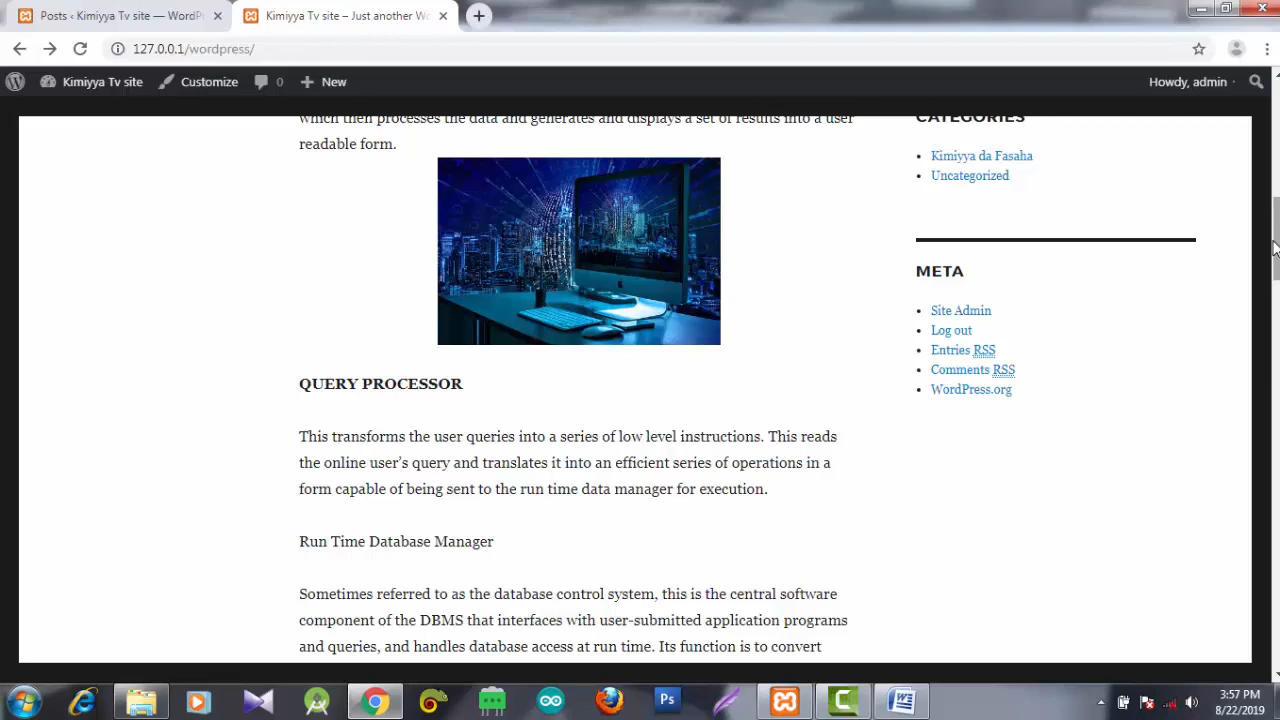 Posts ‹ Kimiyya Tv site — WordPr
Kimiyya Tv site – Just another Wo
127.0.0.1/wordpress/
Kimiyya Tv site
Customize
0
New
Howdy, admin
which then processes the data and generates and displays a set of results into a user
readable form.
QUERY PROCESSOR
This transforms the user queries into a series of low level instructions. This reads
the online user’s query and translates it into an efficient series of operations in a
form capable of being sent to the run time data manager for execution.
Run Time Database Manager
Sometimes referred to as the database control system, this is the central software
component of the DBMS that interfaces with user-submitted application programs
and queries, and handles database access at run time. Its function is to convert
CATEGORIES
Kimiyya da Fasaha
Uncategorized
META
Site Admin
Log out
Entries RSS
Comments RSS
WordPress.org
Ps
3:57 PM
8/22/2019